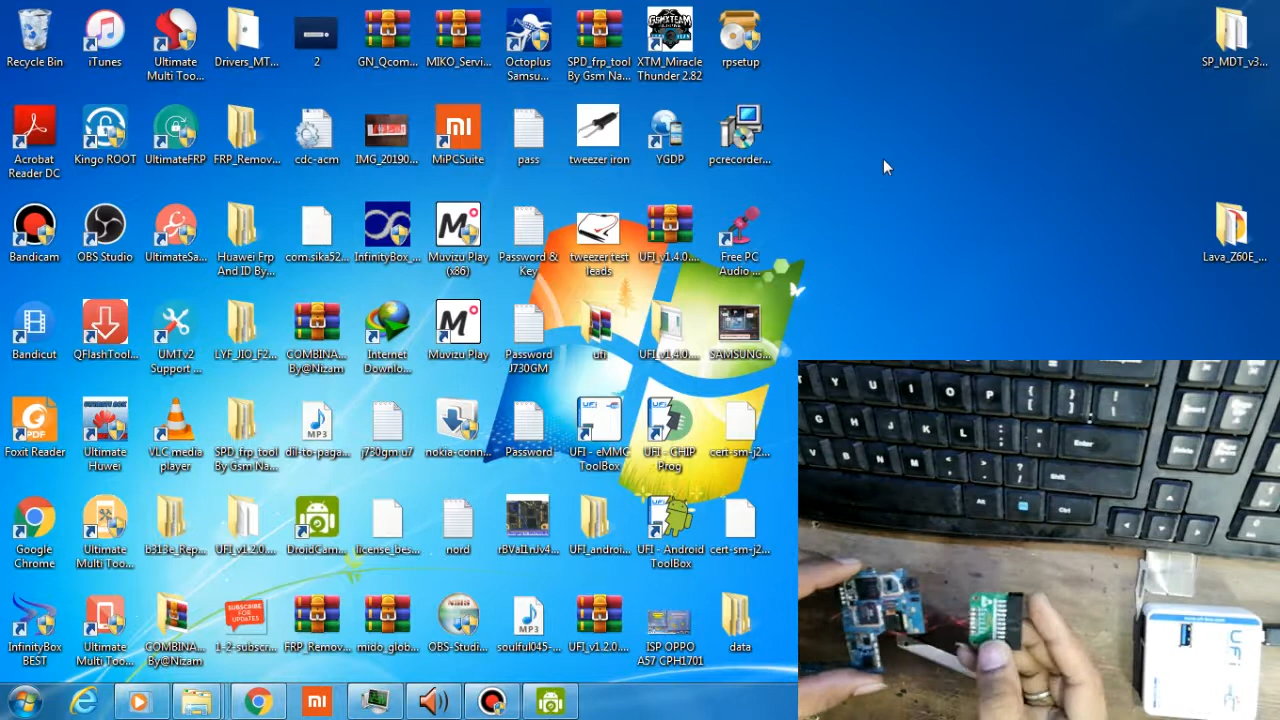 Recycle Bin
iTunes
Ultimate
Multi Too...
Drivers_MT...
2
GN_Qcom...
MIKO_Servi...
Octoplus
Samsu...
SPD_frp_tool
By Gsm Na...
XTM_Miracle
Thunder 2.82
rpsetup
SP_MDT_v3...
Acrobat
Reader DC
Kingo ROOT
UltimateFRP
FRP_Remov...
cdc-acm
IMG_20190...
MiPCSuite
pass
tweezer iron
YGDP
pcrecorder...
Bandicam
OBS Studio
UltimateSa...
Huawei Frp
And ID By...
com.sika52...
InfinityBox_...
Muvizu Play
(x86)
Password &
Key
tweezer test
leads
UFI_v1.4.0....
Free PC
Audio ...
Lava_Z60E_...
Bandicut
QFlashTool...
UMTv2
Support ...
LYF_JIO_F2...
COMBINA...
By@Nizam
Internet
Downlo...
Muvizu Play
Password
J730GM
ufi
UFI_v1.4.0....
SAMSUNG...
Foxit Reader
Ultimate
Huwei
VLC media
player
SPD_frp_tool
By Gsm Na...
dil-to-paga...
j730gm u7
nokia-conn...
Password
UFI - eMMC
ToolBox
UFI - CHIP
Prog
cert-sm-j2...
Google
Chrome
Ultimate
Multi Too...
b313e_Rep...
UFI_v1.2.0....
DroidCam...
license_bes...
nord
rBVaI1nJv4...
UFI_androi...
UFI - Android
ToolBox
cert-sm-j2...
InfinityBox
BEST
Ultimate
Multi Too...
COMBINA...
By@Nizam
SUBSCRIBE
FOR
UPDATES
1-2-subscr...
FRP_Remov...
mido_glob...
OBS-Studi...
soulful045-...
UFI_v1.2.0....
ISP OPPO
A57 CPH1701
data
T Y U I O P
G H J K L Enter
V B N M Shift
Alt Ctrl
UFI